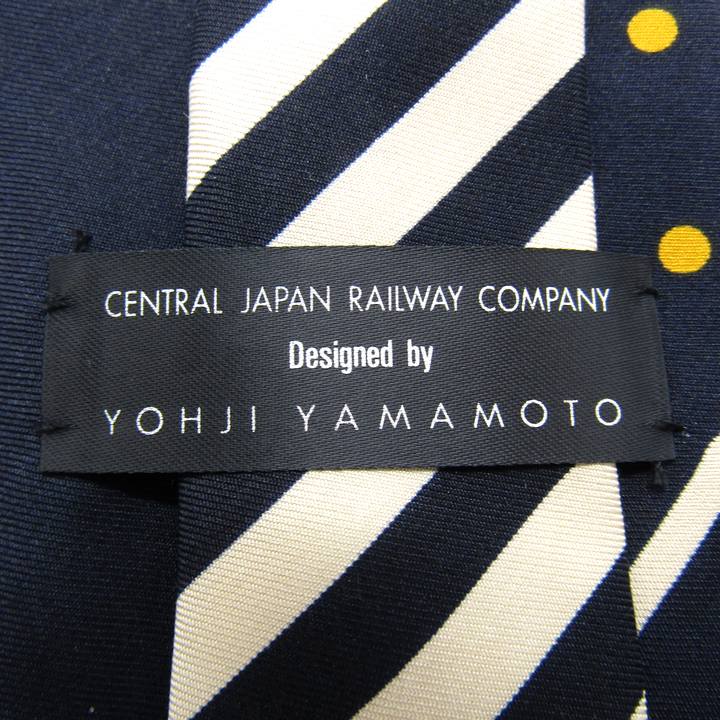 CENTRAL JAPAN RAILWAY COMPANY
Designed by
YOHJI YAMAMOTO